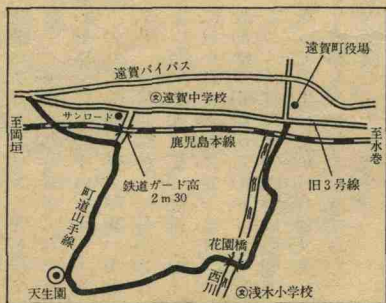 遠賀町役場
遠賀バイパス
㊛遠賀中学校
サンロード
至岡垣
鹿児島本線
至水巻
鉄道ガード高
2m30
旧3号線
町道山手線
花園橋
西川
天生園
㊛浅木小学校